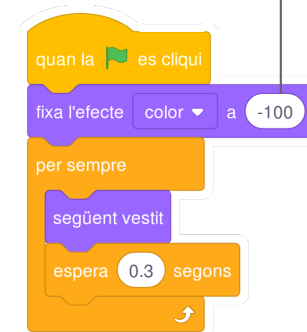 quan la es cliqui
fixa l'efecte color a -100
per sempre
següent vestit
espera 0.3 segons